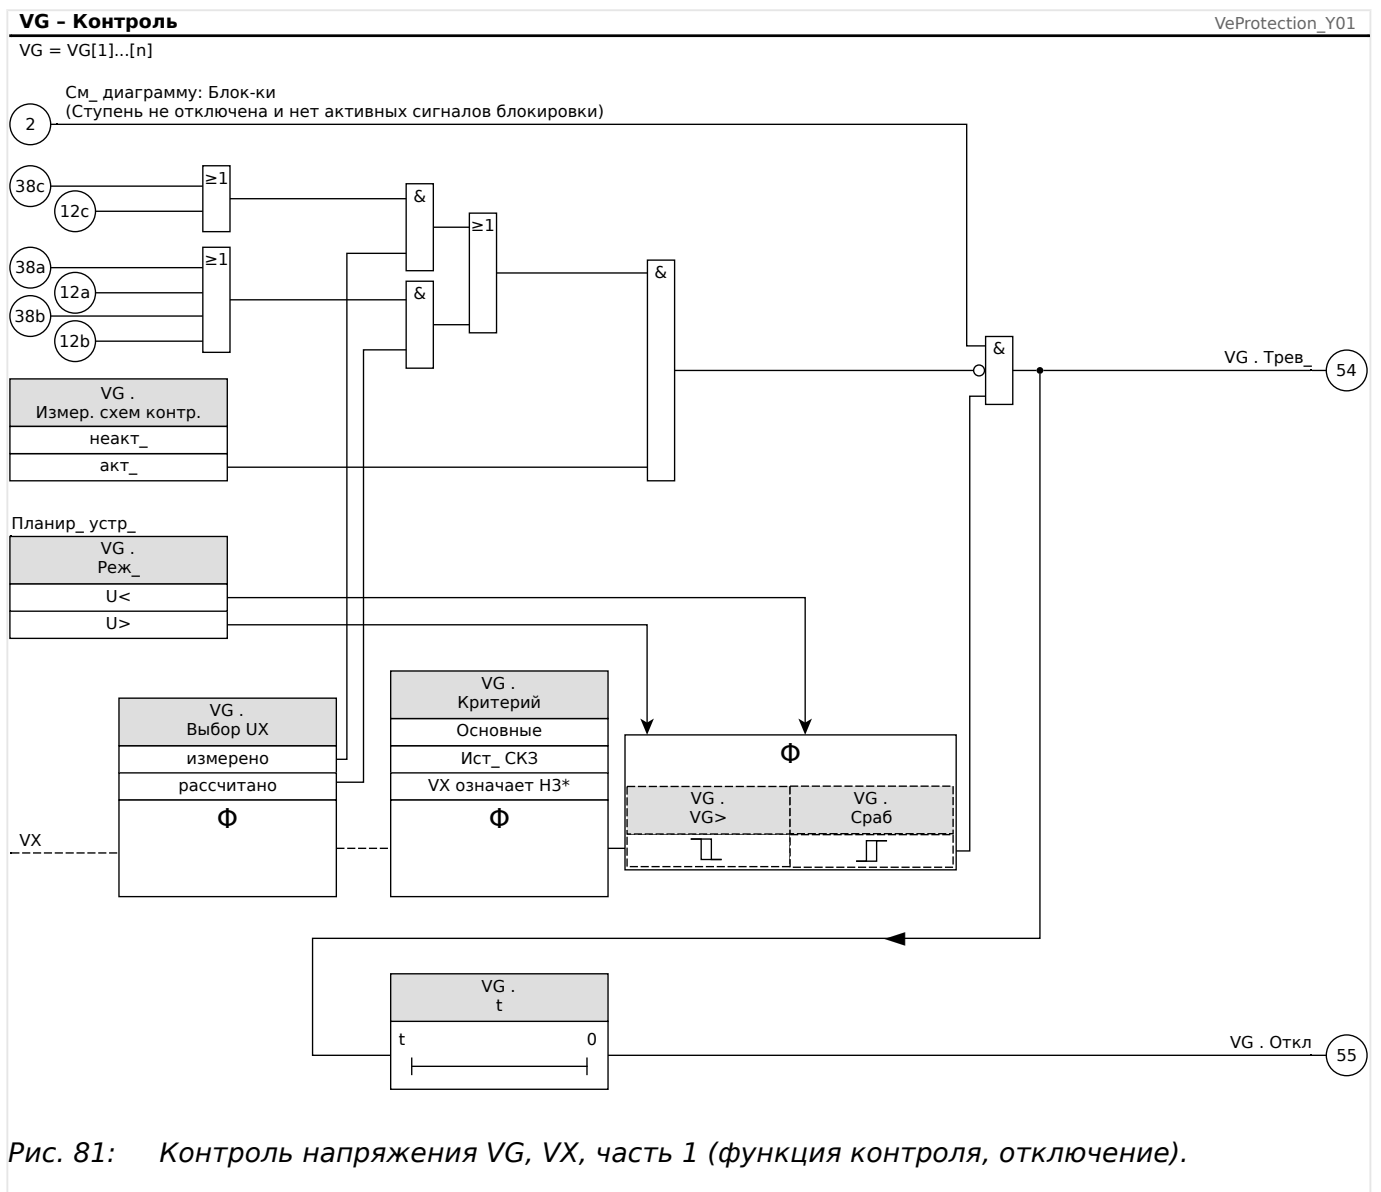 VG – Контроль
VeProtection_Y01
VG = VG[1]...[n]
См_ диаграмму: Блок-ки
(Ступень не отключена и нет активных сигналов блокировки)
2
38c
12c
≥1
&
≥1
38a
12a
38b
12b
≥1
&
&
&
VG . Трев_
54
VG .
Измер. схем контр.
неакт_
акт_
Планир_ устр_
VG .
Реж_
U<
U>
VG .
Выбор UX
измерено
рассчитано
Φ
VX
VG .
Критерий
Основные
Ист_ СКЗ
VX означает НЗ*
Φ
Φ
VG .
VG>
VG .
Сраб
VG .
t
t
0
VG . Откл
55
Рис. 81: Контроль напряжения VG, VX, часть 1 (функция контроля, отключение).